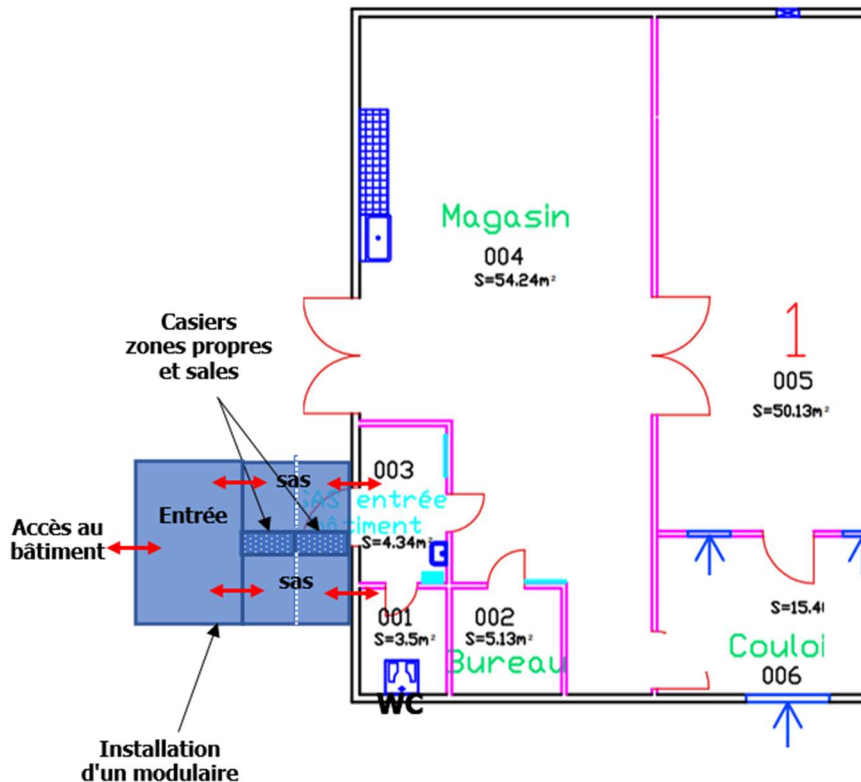 Magasin
004
S=54.24m²
Casiers
zones propres
et sales
1
005
S=50.13m²
003
sas
SAS entrée
bâtiment
Entrée
S=4.34m²
Accès au
bâtiment
sas
001
S=3.5m²
002
S=5.13m²
Bureau
S=15.4
Couloi
006
WC
Installation
d'un modulaire